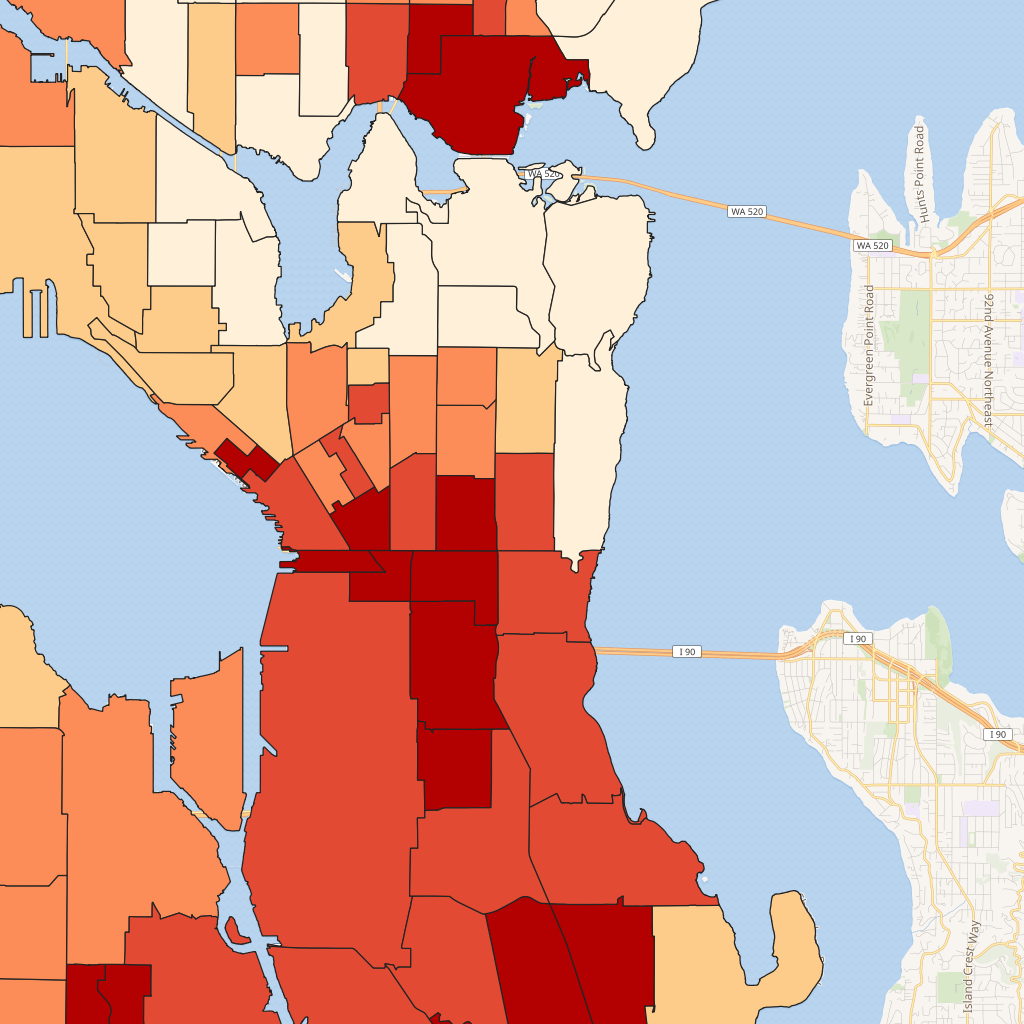 WA 520
WA 520
WA 520
Hunts Point Road
Evergreen Point Road
92nd Avenue Northeast
I 90
I 90
I 90
Island Crest Way